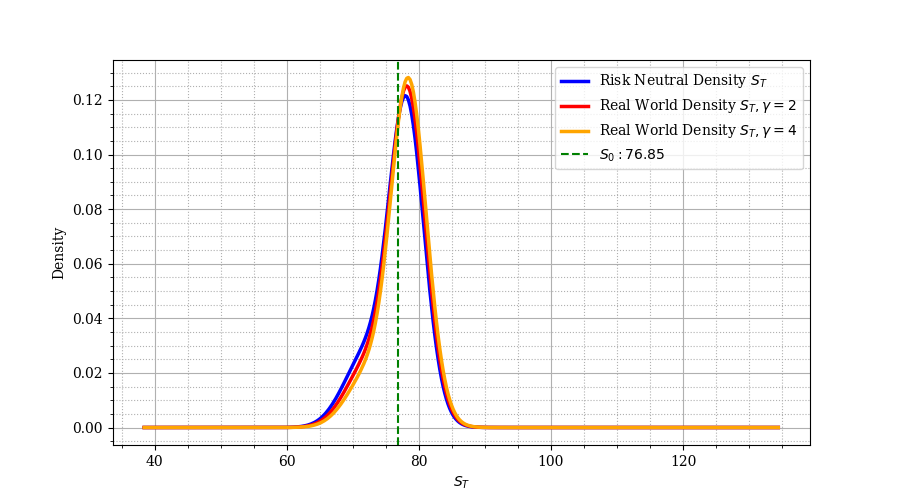 Risk Neutral Density S_T
Real World Density S_T, γ = 2
Real World Density S_T, γ = 4
S_0 : 76.85
Density
0.12
0.10
0.08
0.06
0.04
0.02
0.00
40 60 80 100 120
S_T